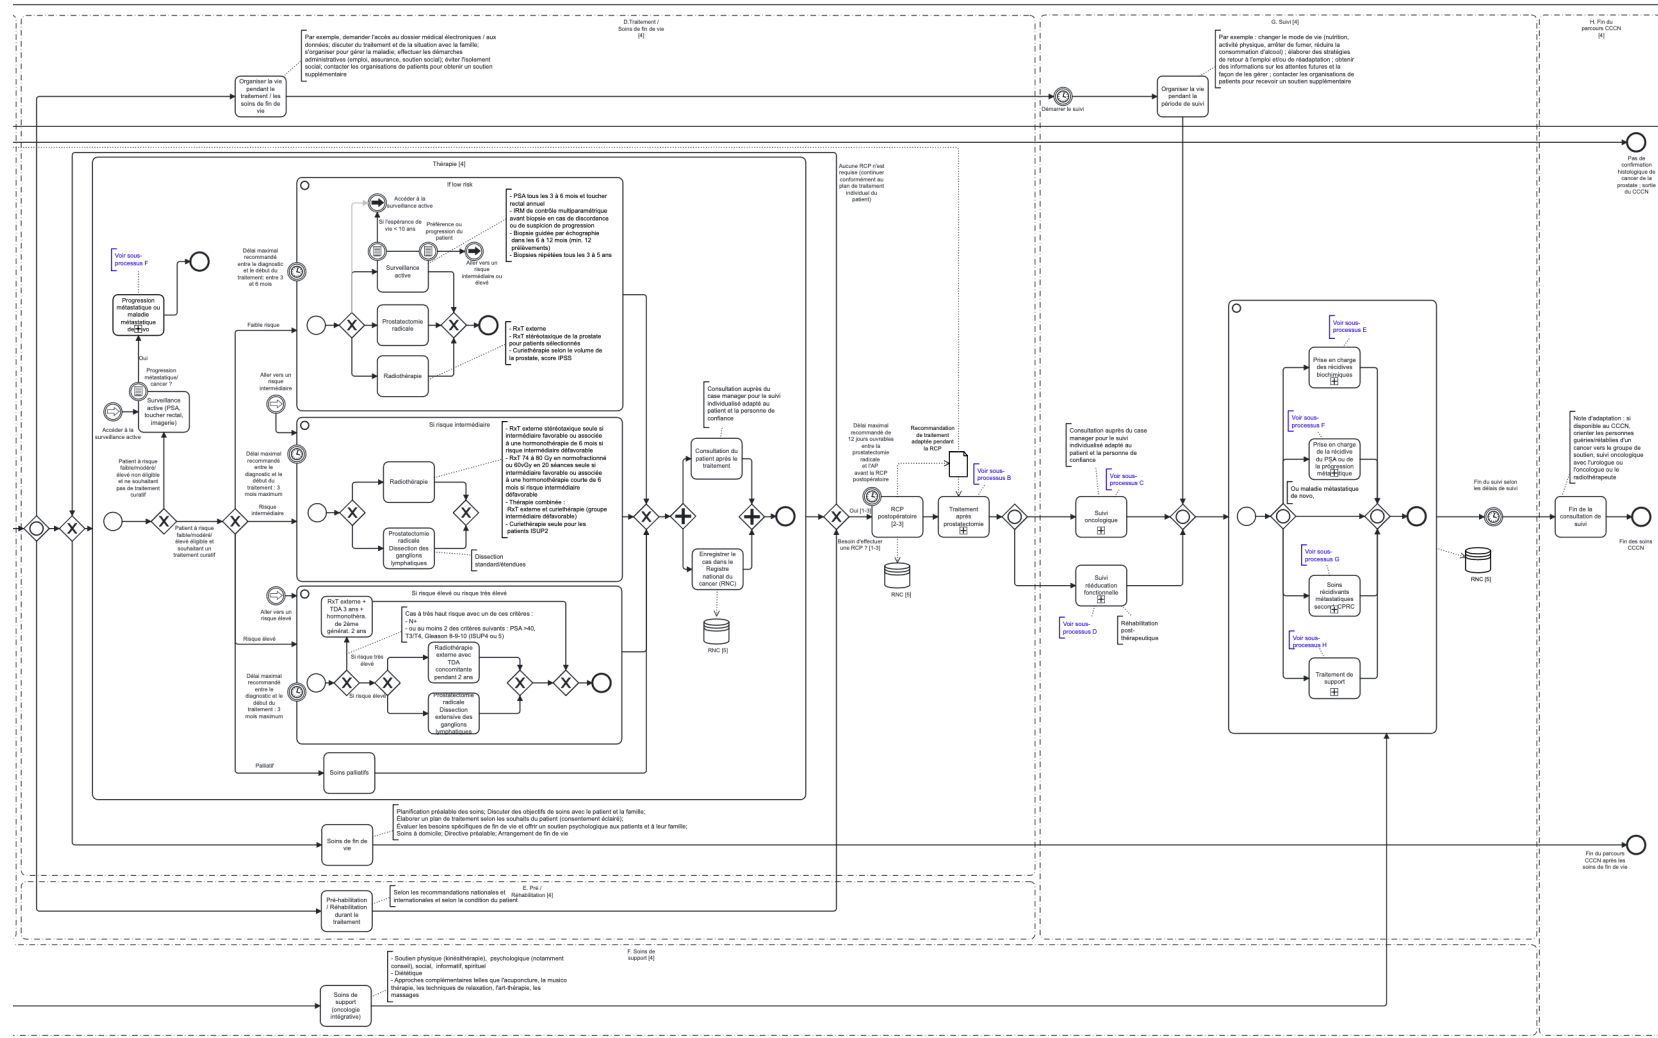 D.Traitement /
Soins de fin de vie
[4]
G. Suivi [4]
H. Fin du
parcours CCCN
[4]
Par exemple, demander l'accès au dossier médical électroniques / aux
données; discuter du traitement et de la situation avec la famille;
s'organiser pour gérer la maladie; effectuer les démarches
administratives (emploi, assurance, soutien social); éviter l'isolement
social; contacter les organisations de patients pour obtenir un soutien
supplémentaire
Organiser la vie
pendant le
traitement / les
soins de fin de
vie
Démarrer le suivi
Par exemple : changer le mode de vie (nutrition,
activité physique, arrêter de fumer, réduire la
consommation d'alcool) ; élaborer des stratégies
de retour à l'emploi et/ou de réadaptation ; obtenir
des informations sur les attentes futures et la
façon de les gérer ; contacter les organisations de
patients pour recevoir un soutien supplémentaire
Organiser la vie
pendant la
période de suivi
Pas de
confirmation
histologique de
cancer de la
prostate ; sortie
du CCCN
Thérapie [4]
Aucune RCP n'est
requise (continuer
conformément au
plan de traitement
individuel du
patient)
If low risk
Accéder à la
surveillance active
Si l'espérance de
vie < 10 ans
Préférence ou
progression du
patient
Surveillance
active
Aller vers un
risque
intermédiaire ou
élevé
- PSA tous les 3 à 6 mois et toucher
rectal annuel
- IRM de contrôle multiparamétrique
avant biopsie en cas de discordance
ou de suspicion de progression
- Biopsie guidée par échographie
dans les 6 à 12 mois (min. 12
prélèvements)
- Biopsies répétées tous les 3 à 5 ans
Délai maximal
recommandé
entre le diagnostic
et le début du
traitement: entre 3
et 6 mois
Voir sous-
processus F
Progression
métastatique ou
maladie
métastatique
Oui
Progression
métastatique/
cancer ?
Surveillance
active (PSA,
toucher rectal,
imagerie)
Accéder à la
surveillance active
Faible risque
Prostatectomie
radicale
Radiothérapie
- RxT externe
- RxT stéréotaxique de la prostate
pour patients sélectionnés
- Curiethérapie selon le volume de
la prostate, score IPSS
Aller vers un
risque
intermédiaire
Patient à risque
faible/modéré/
élevé non éligible
et ne souhaitant
pas de traitement
curatif
Patient à risque
faible/modéré/
élevé éligible et
souhaitant un
traitement curatif
Délai maximal
recommandé
entre le
diagnostic et le
début du
traitement : 3
mois maximum
Risque
intermédiaire
Si risque intermédiaire
Radiothérapie
- RxT externe stéréotaxique seule si
intermédiaire favorable ou associée
à une hormonothérapie de 6 mois si
risque intermédiaire défavorable
- RxT 74 à 80 Gy en normofractionné
ou 60vGy en 20 séances seule si
intermédiaire favorable ou associée
à une hormonothérapie courte de 6
mois si risque intermédiaire
défavorable
- Thérapie combinée :
RxT externe et curiethérapie (groupe
intermédiaire défavorable)
- Curiethérapie seule pour les
patients ISUP2
Prostatectomie
radicale
Dissection des
ganglions
lymphatiques
Dissection
standard/étendues
Si risque élevé ou risque très élevé
Aller vers un
risque élevé
RxT externe +
TDA 3 ans +
hormonothéra.
de 2ème
générat. 2 ans
Cas à très haut risque avec un de ces critères :
- N+
- ou au moins 2 des critères suivants : PSA >40,
T3/T4, Gleason 8-9-10 (ISUP4 ou 5)
Risque élevé
Si risque très
élevé
Si risque élevé
Radiothérapie
externe avec
TDA
concomitante
pendant 2 ans
Prostatectomie
radicale
Dissection
extensive des
ganglions
lymphatiques
Délai maximal
recommandé
entre le
diagnostic et le
début du
traitement : 3
mois maximum
Palliatif
Soins palliatifs
Consultation auprès du
case manager pour le suivi
individualisé adapté au
patient et la personne de
confiance
Consultation du
patient après le
traitement
Enregistrer le
cas dans le
Registre
national du
cancer (RNC)
RNC [5]
Délai maximal
recommandé de
12 jours ouvrables
entre la
prostatectomie
radicale
et l'AP
avant la RCP
postopératoire
Oui [1-3]
Besoin d'effectuer
une RCP ? [1-3]
RCP
postopératoire
[2-3]
RNC [5]
Recommandation
de traitement
adaptée pendant
la RCP
Voir sous-
processus B
Traitement
après
prostatectomie
Consultation auprès du case
manager pour le suivi
individualisé adapté au
patient et la personne de
confiance
Voir sous-
processus C
Suivi
oncologique
Suivi
rééducation
fonctionnelle
Voir sous-
processus D
Réhabilitation
post-
thérapeutique
Voir sous-
processus E
Prise en charge
des récidives
biochimiques
Voir sous-
processus F
Prise en charge
de la récidive
du PSA ou de
la progression
métastatique
Ou maladie métastatique
de novo,
Voir sous-
processus G
Soins
récidivants
métastatiques
Voir sous-
processus H
Traitement de
support
RNC [5]
Fin du suivi selon
les délais de suivi
Note d'adaptation : si
disponible au CCCN,
orienter les personnes
guéries/rétablies d'un
cancer vers le groupe de
soutien, suivi oncologique
avec l'urologue ou
l'oncologue ou le
radiothérapeute
Fin de la
consultation de
suivi
Fin des soins
CCCN
Planification préalable des soins; Discuter des objectifs de soins avec le patient et la famille;
Élaborer un plan de traitement selon les souhaits du patient (consentement éclairé);
Évaluer les besoins spécifiques de fin de vie et offrir un soutien psychologique aux patients et à leur famille;
Soins à domicile; Directive préalable; Arrangement de fin de vie
Soins de fin de
vie
Fin du parcours
CCCN après les
soins de fin de vie
E. Pré /
Réhabilitation [4]
Selon les recommandations nationales et
internationales et selon la condition du patient
Pré-habilitation
/ Réhabilitation
durant le
traitement
F. Soins de
support [4]
- Soutien physique (kinésithérapie), psychologique (notamment
conseil), social, informatif, spirituel
- Diététique
- Approches complémentaires telles que l'acuponcture, la musico
thérapie, les techniques de relaxation, l'art-thérapie, les
massages
Soins de
support
(oncologie
intégrative)